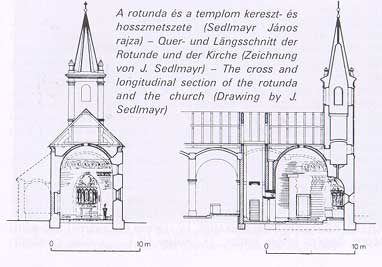 A rotunda és a templom kereszt- és
hosszmetszete (Sedlmayr János
rajza) – Quer- und Längsschnitt der
Rotunde und der Kirche (Zeichnung
von J. Sedlmayr) – The cross and
longitudinal section of the rotunda
and the church (Drawing by J.
Sedlmayr)
0 10 m
0 10 m